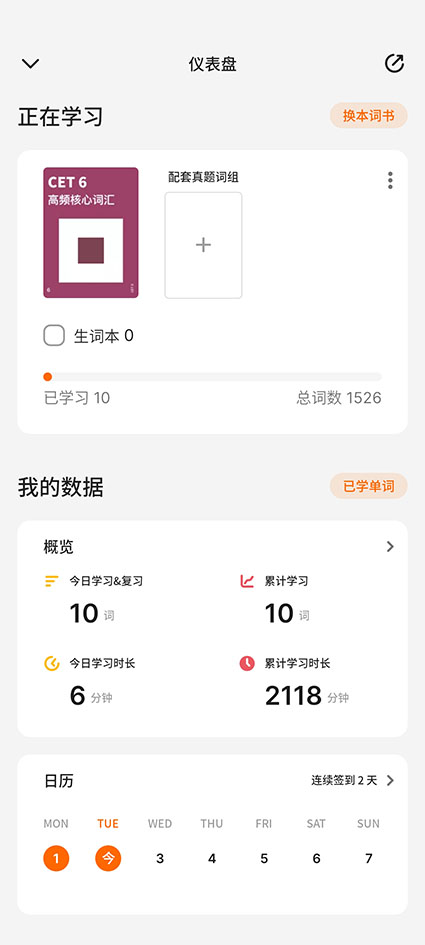 仪表盘
正在学习
换本词书
CET 6
高频核心词汇
6
配套真题词组
+
生词本 0
已学习 10
总词数 1526
我的数据
已学单词
概览
今日学习&复习
累计学习
10 词
10 词
今日学习时长
累计学习时长
6 分钟
2118 分钟
日历
连续签到 2 天
MON TUE WED THU FRI SAT SUN
1 今 3 4 5 6 7